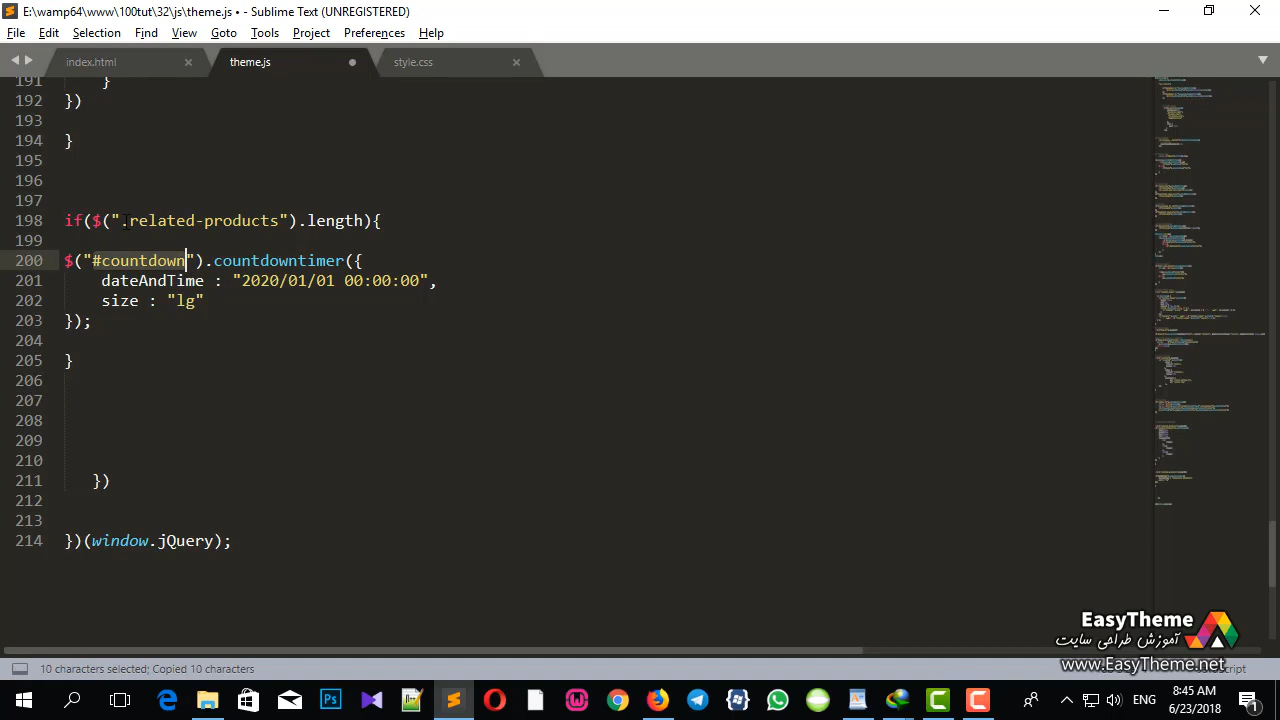 E:\wamp64\www\100tut\32\js\theme.js • - Sublime Text (UNREGISTERED)
File Edit Selection Find View Goto Tools Project Preferences Help
index.html theme.js style.css
191 }
192 })
193
194 }
195
196
197
198 if($(".related-products").length){
199
200 $("#countdown").countdowntimer({
201 dateAndTime : "2020/01/01 00:00:00",
202 size : "lg"
203 });
204
205 }
206
207
208
209
210
211 })
212
213
214 })(window.jQuery);
EasyTheme
آموزش طراحی سایت
www.EasyTheme.net
10 characters selected; Copied 10 characters
ENG
8:45 AM
6/23/2018
1